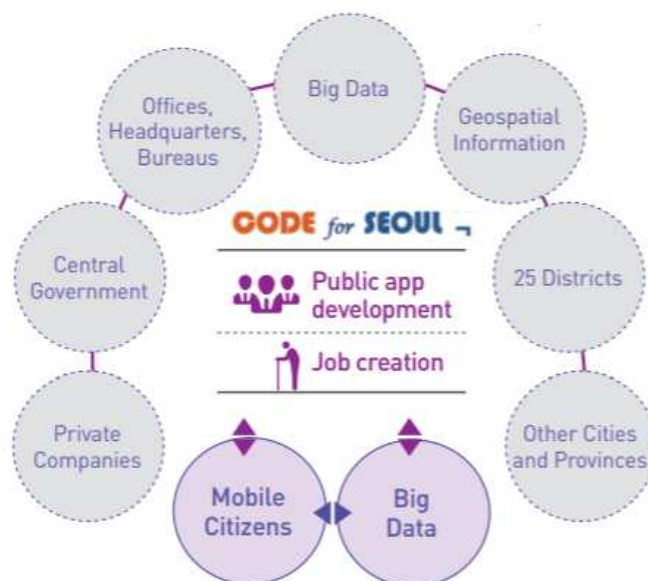 Big Data
Offices,
Headquarters,
Bureaus
Geospatial
Information
CODE for SEOUL ㄱ
Central
Government
25 Districts
Public app
development
Job creation
Private
Companies
Other Cities
and Provinces
Mobile
Citizens
Big
Data